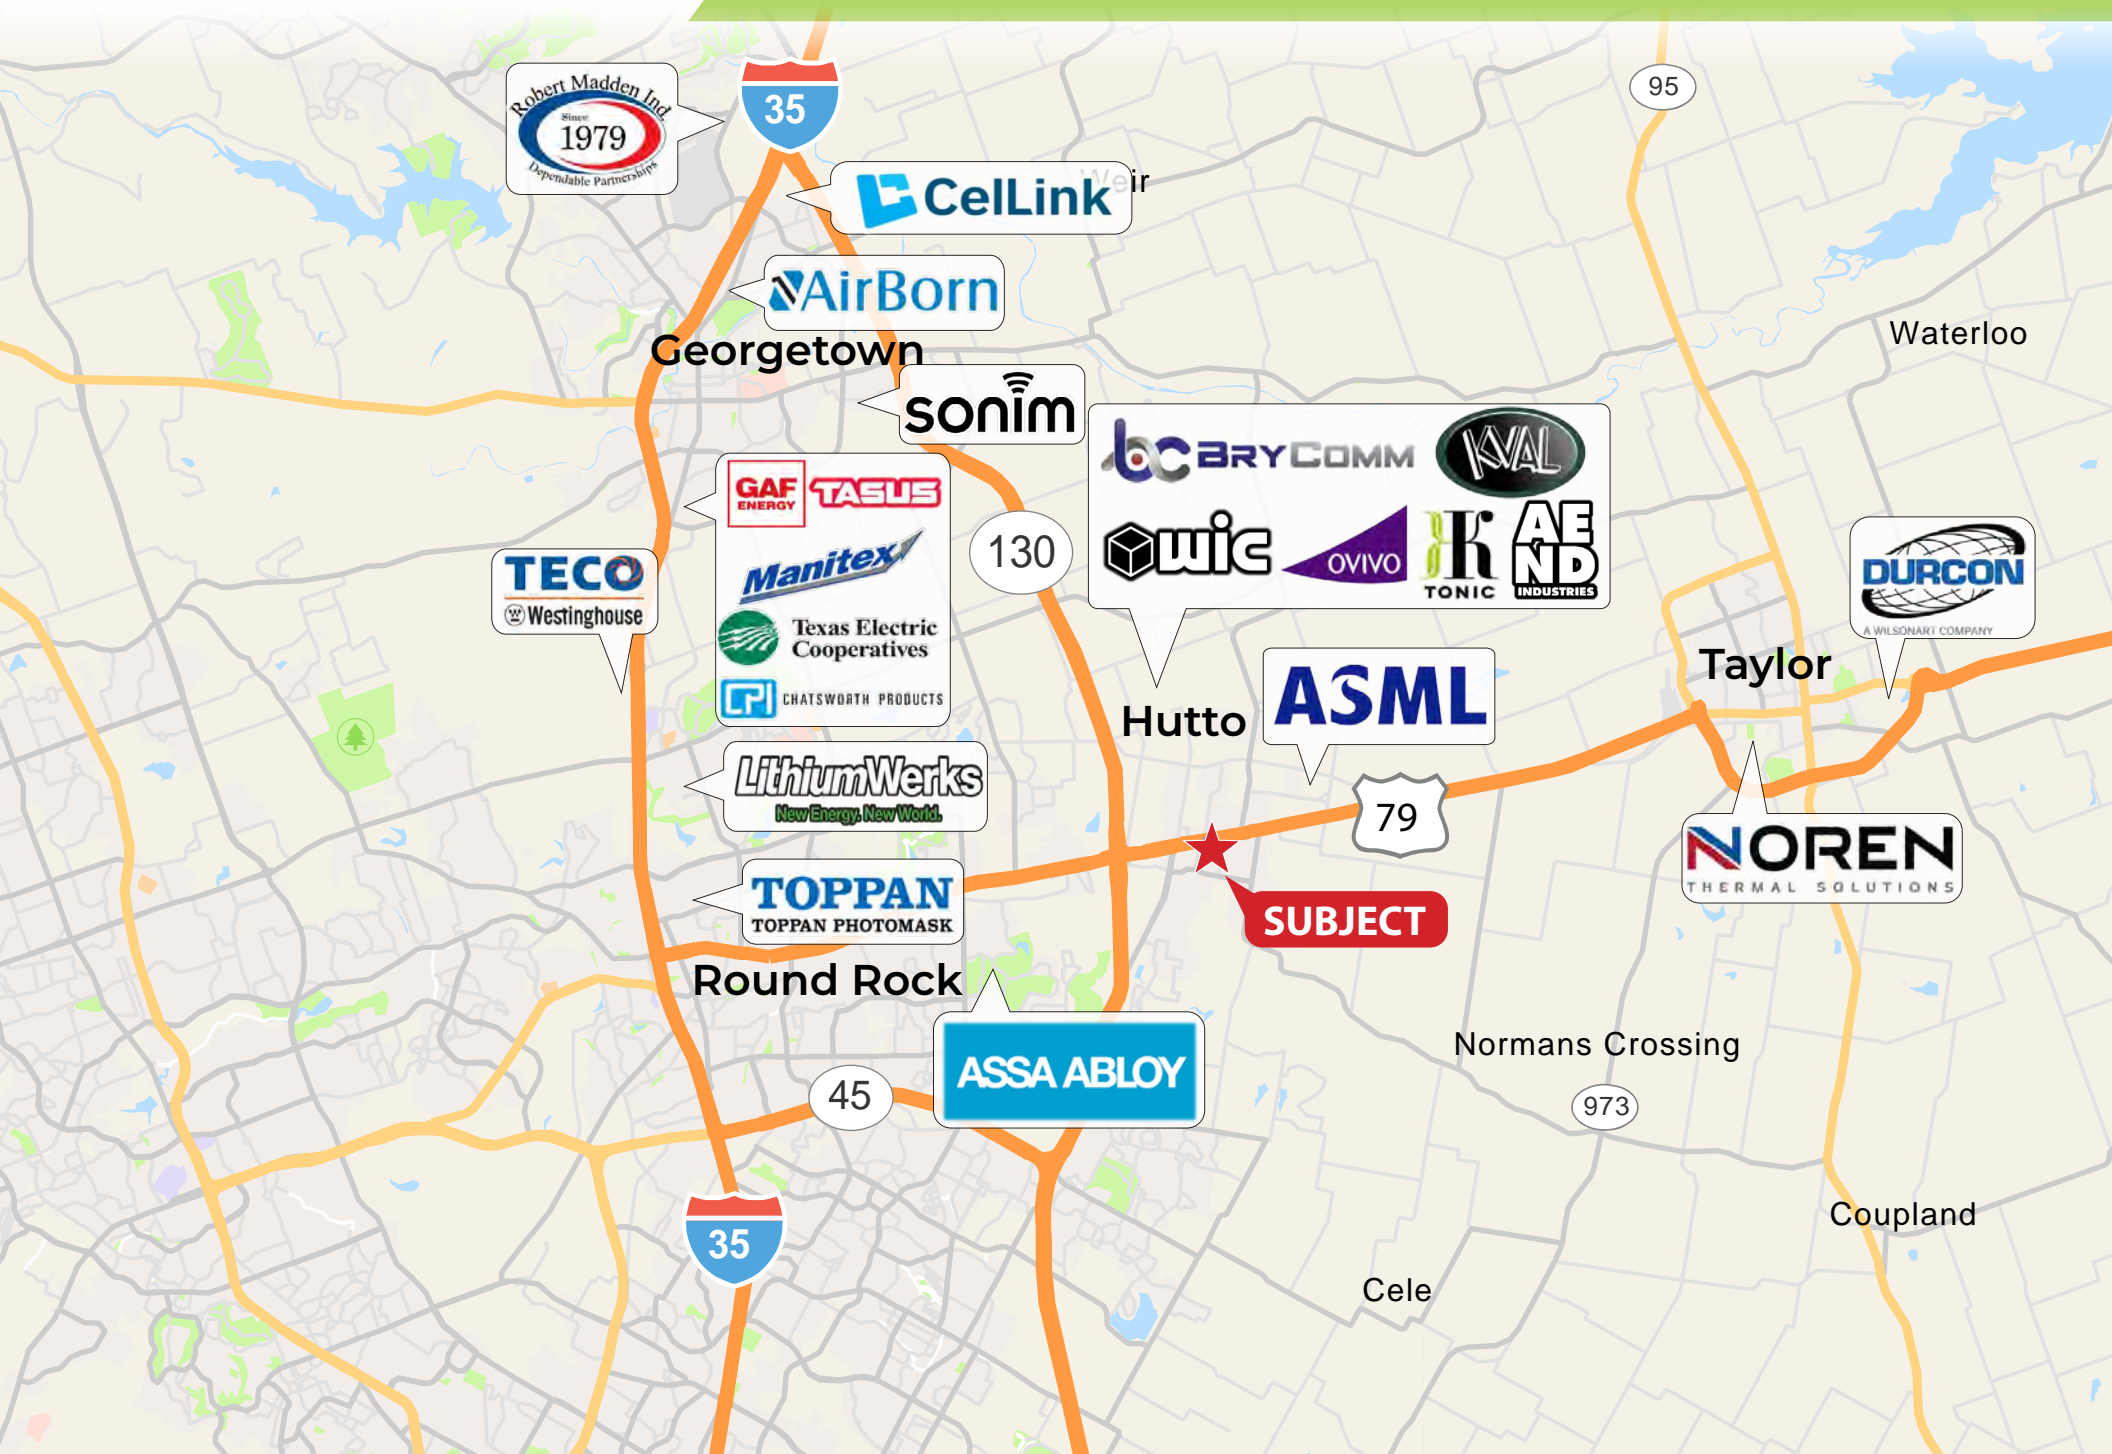 Robert Madden Ind.
Since
1979
Dependable Partnerships
35
95
Weir
CelLink
AirBorn
Georgetown
Waterloo
sonim
BRYCOMM
KVAL
GAF
ENERGY
TASUS
Manitex
130
wic
OVIVO
TONIC
AE
ND
INDUSTRIES
TECO
Westinghouse
DURCON
A WILSONART COMPANY
Texas Electric
Cooperatives
CPI CHATSWORTH PRODUCTS
Taylor
ASML
Hutto
LithiumWerks
New Energy. New World.
79
NOREN
THERMAL SOLUTIONS
TOPPAN
TOPPAN PHOTOMASK
SUBJECT
Round Rock
ASSA ABLOY
Normans Crossing
45
973
Coupland
35
Cele